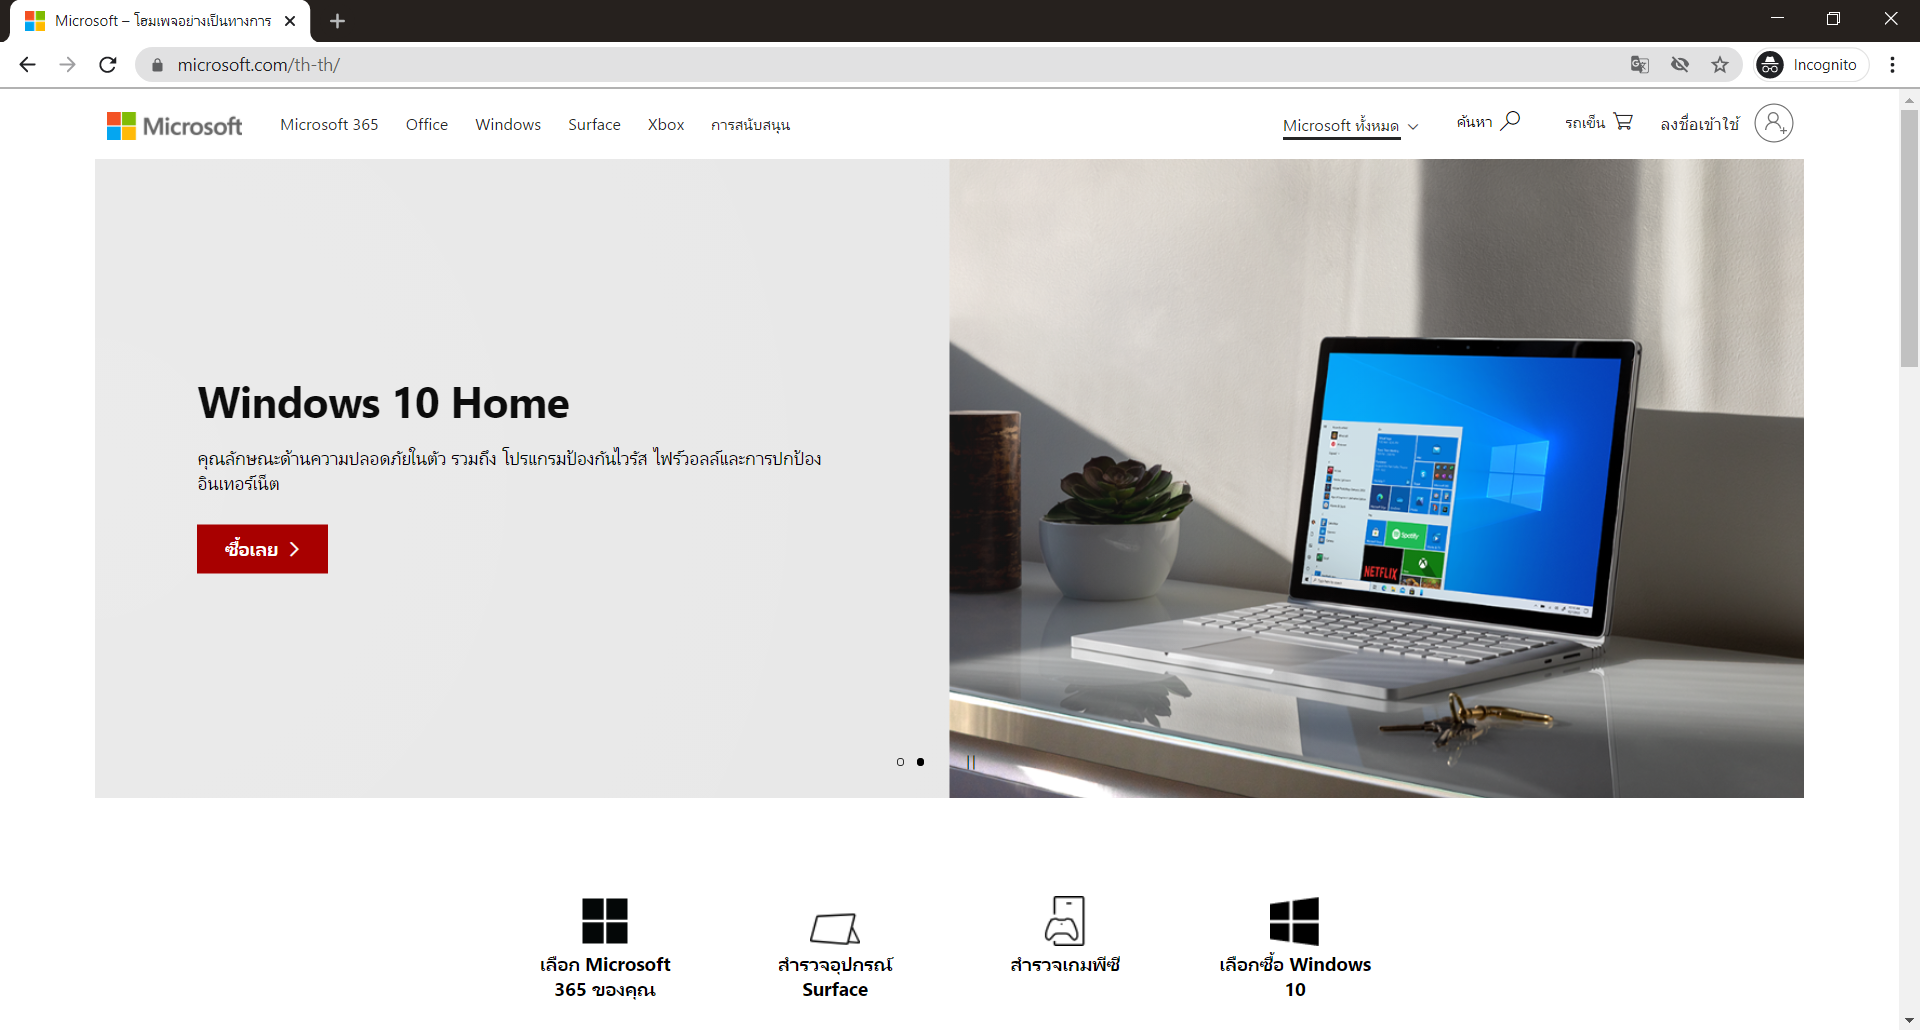 Microsoft – โฮมเพจอย่างเป็นทางการ
microsoft.com/th-th/
Incognito
Microsoft
Microsoft 365
Office
Windows
Surface
Xbox
การสนับสนุน
Microsoft ทั้งหมด
ค้นหา
รถเข็น
ลงชื่อเข้าใช้
Windows 10 Home
คุณลักษณะด้านความปลอดภัยในตัว รวมถึง โปรแกรมป้องกันไวรัส ไฟร์วอลล์และการปกป้อง
อินเทอร์เน็ต
ซื้อเลย
Spotify
NETFLIX
เลือก Microsoft
365 ของคุณ
สำรวจอุปกรณ์
Surface
สำรวจเกมพีซี
เลือกซื้อ Windows
10